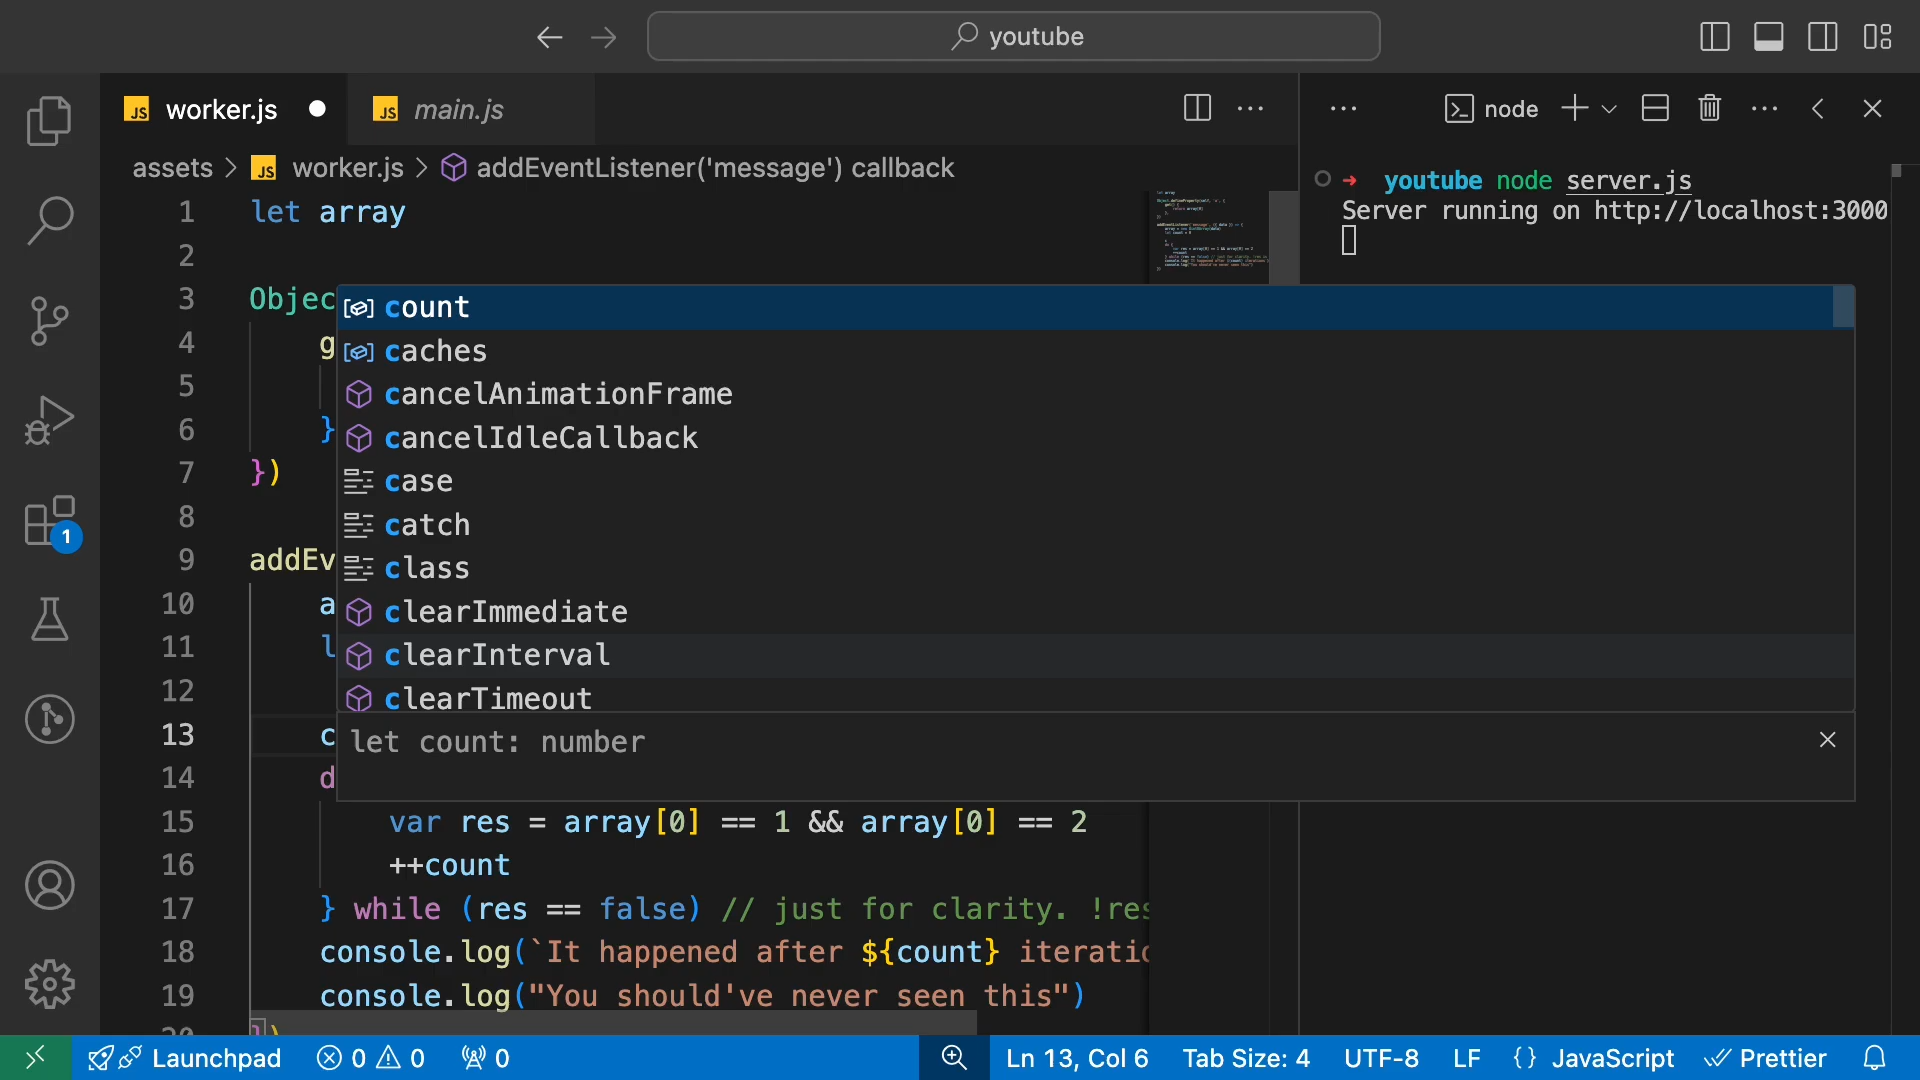 youtube
JS worker.js
JS main.js
node
assets > JS worker.js > addEventListener('message') callback
youtube node server.js
Server running on http://localhost:3000
1 let array
2
3 Objec
4 g
5
6 }
7 })
8
9 addEv
10 a
11 l
12
13 c
14 d
count
caches
cancelAnimationFrame
cancelIdleCallback
case
catch
class
clearImmediate
clearInterval
clearTimeout
let count: number
15 var res = array[0] == 1 && array[0] == 2
16 ++count
17 } while (res == false) // just for clarity. !res
18 console.log(`It happened after ${count} iteratio
19 console.log("You should've never seen this")
20 })
1
Launchpad
0
0
0
Ln 13, Col 6
Tab Size: 4
UTF-8
LF
{} JavaScript
Prettier